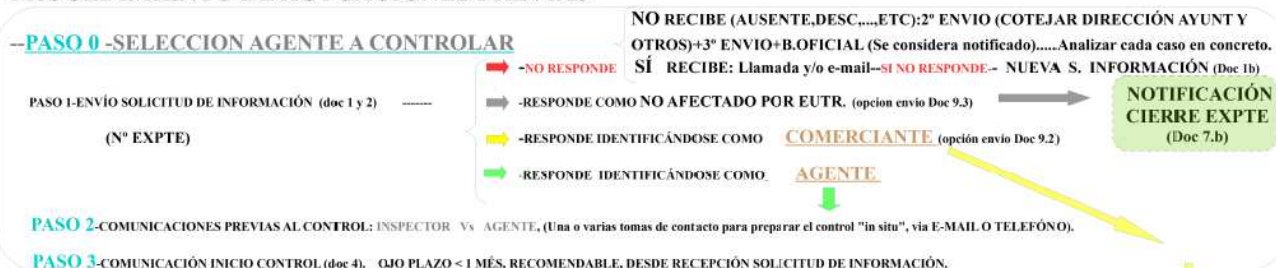 NO RECIBE (AUSENTE,DESC,...,ETC):2º ENVIO (COTEJAR DIRECCIÓN AYUNT Y
--PASO 0 -SELECCION AGENTE A CONTROLAR
OTROS)+3º ENVIO+B.OFICIAL (Se considera notificado).....Analizar cada caso en concreto.
-NO RESPONDE SÍ RECIBE: Llamada y/o e-mail--SI NO RESPONDE-- NUEVA S. INFORMACIÓN (Doc 1b)
PASO 1-ENVÍO SOLICITUD DE INFORMACIÓN (doc 1 y 2) -------
-RESPONDE COMO NO AFECTADO POR EUTR. (opcion envio Doc 9.3)
NOTIFICACIÓN
CIERRE EXPTE
(Doc 7.b)
(Nº EXPTE)
-RESPONDE IDENTIFICÁNDOSE COMO COMERCIANTE (opción envio Doc 9.2)
-RESPONDE IDENTIFICÁNDOSE COMO AGENTE
PASO 2-COMUNICACIONES PREVIAS AL CONTROL: INSPECTOR Vs AGENTE, (Una o varias tomas de contacto para preparar el control "in situ", via E-MAIL O TELEFÓNO).
PASO 3-COMUNICACIÓN INICIO CONTROL (doc 4). OJO PLAZO < 1 MÉS, RECOMENDABLE, DESDE RECEPCIÓN SOLICITUD DE INFORMACIÓN.